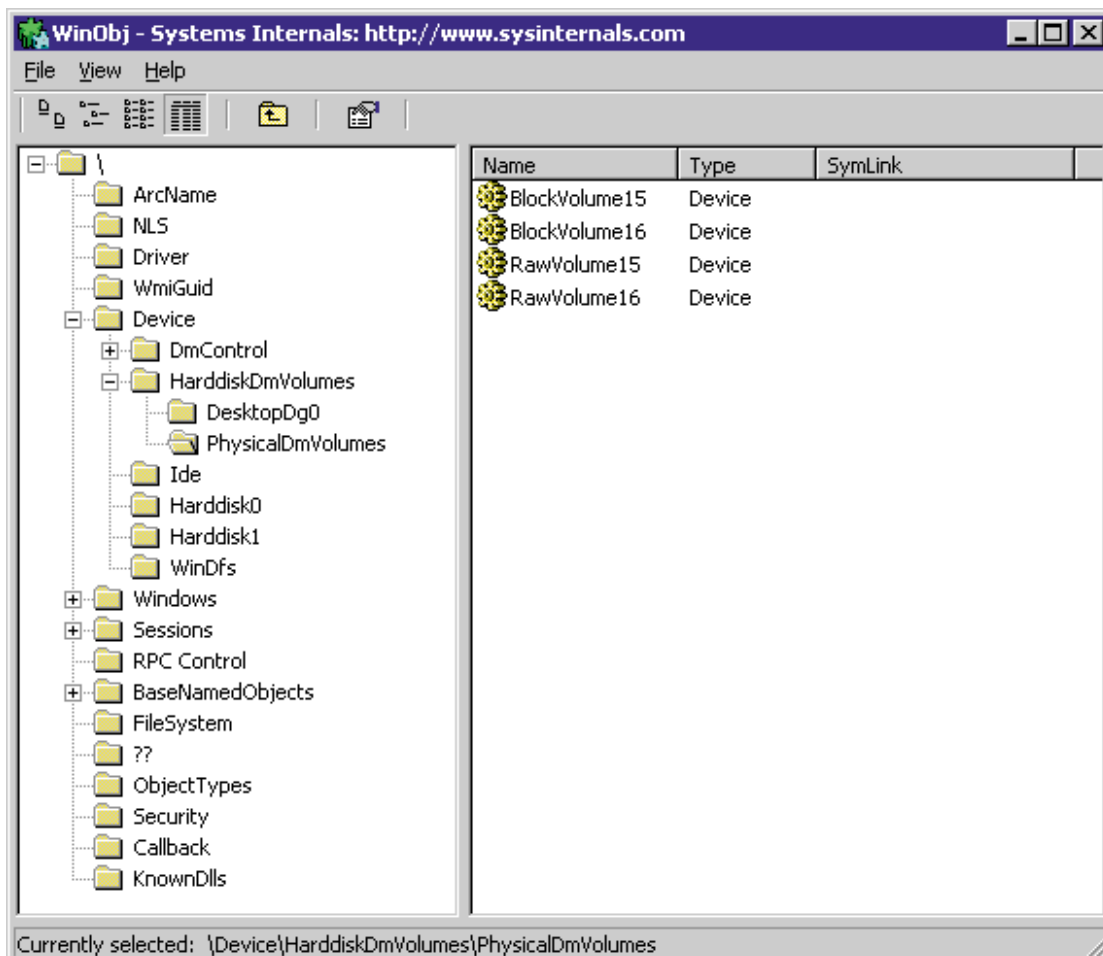 WinObj - Systems Internals: http://www.sysinternals.com
File View Help
\
ArcName
NLS
Driver
WmiGuid
Device
DmControl
HarddiskDmVolumes
DesktopDg0
PhysicalDmVolumes
Ide
Harddisk0
Harddisk1
WinDfs
Windows
Sessions
RPC Control
BaseNamedObjects
FileSystem
??
ObjectTypes
Security
Callback
KnownDlls
Name Type SymLink
BlockVolume15 Device
BlockVolume16 Device
RawVolume15 Device
RawVolume16 Device
Currently selected: \Device\HarddiskDmVolumes\PhysicalDmVolumes